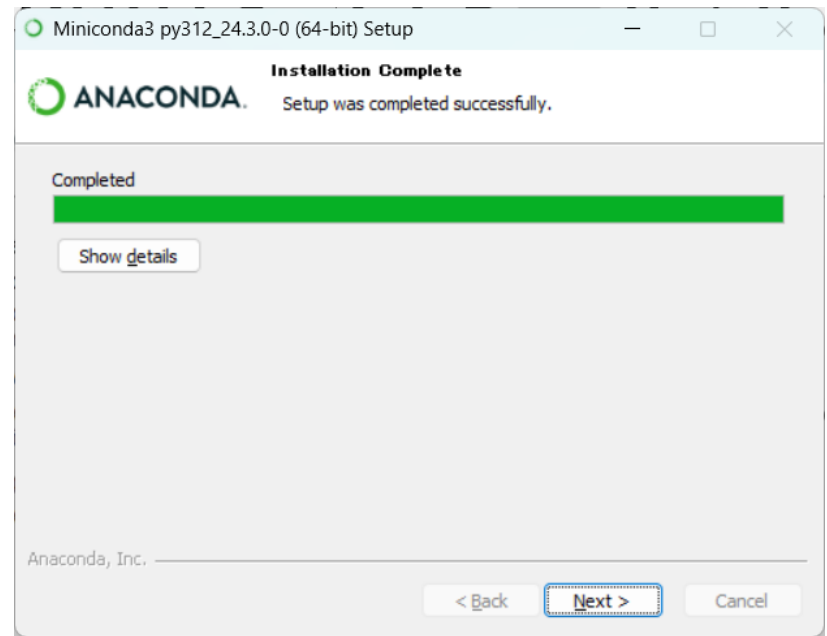 Miniconda3 py312_24.3.0-0 (64-bit) Setup
ANACONDA.
Installation Complete
Setup was completed successfully.
Completed
Show details
Anaconda, Inc.
< Back
Next >
Cancel